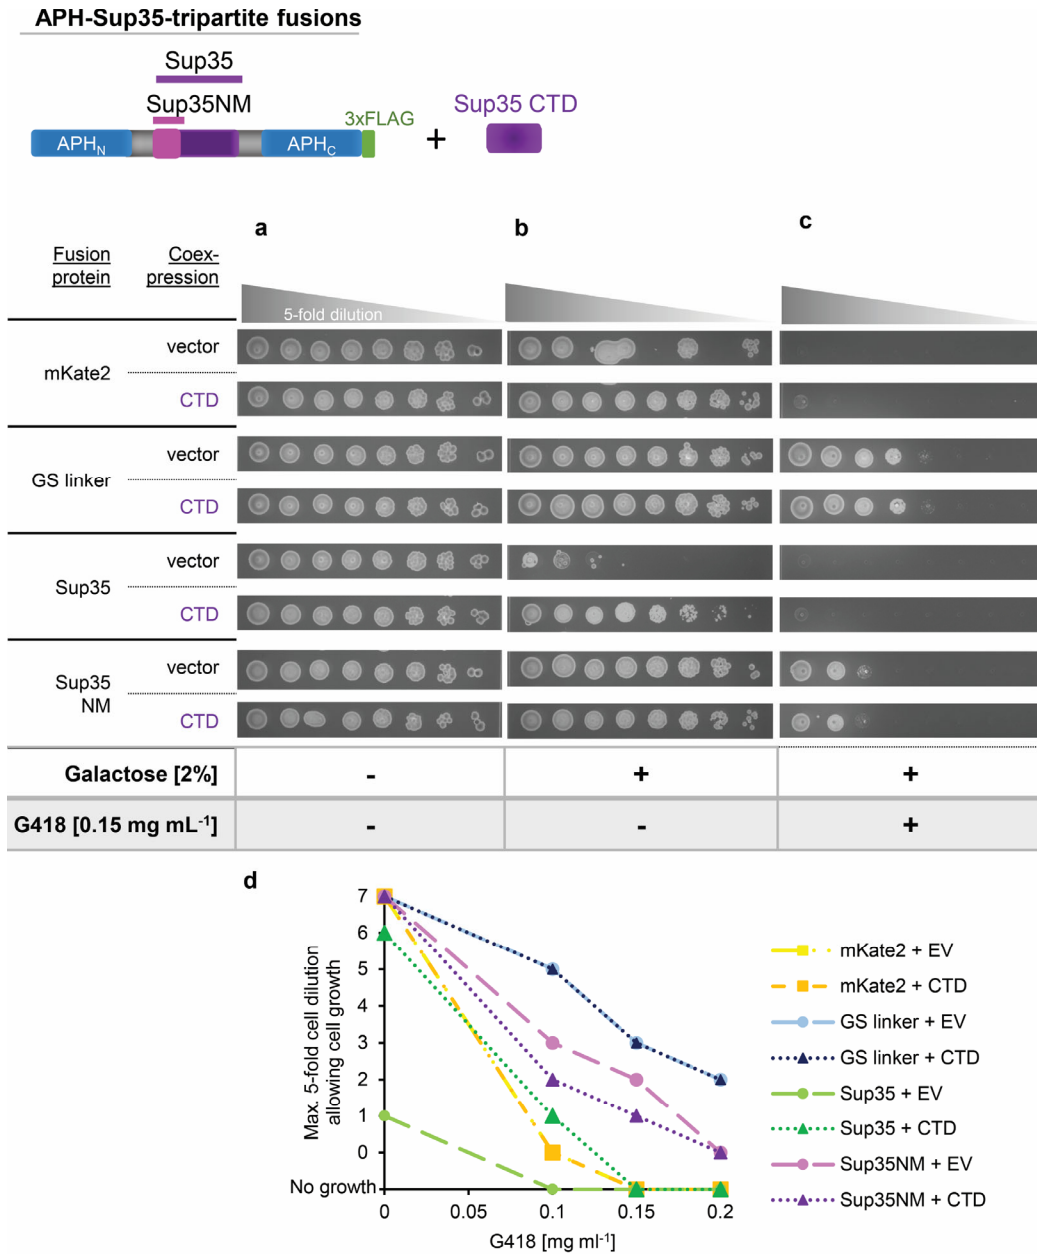 APH-Sup35-tripartite fusions
Sup35
Sup35NM
3xFLAG
Sup35 CTD
APHN
APHC
+
a
b
c
Fusion protein
Coex-pression
5-fold dilution
mKate2
vector
CTD
GS linker
vector
CTD
Sup35
vector
CTD
Sup35 NM
vector
CTD
Galactose [2%] - + +
G418 [0.15 mg mL-1] - - +
d
Max. 5-fold cell dilution
allowing cell growth
7
6
5
4
3
2
1
0
No growth
0 0.05 0.1 0.15 0.2
G418 [mg ml-1]
mKate2 + EV
mKate2 + CTD
GS linker + EV
GS linker + CTD
Sup35 + EV
Sup35 + CTD
Sup35NM + EV
Sup35NM + CTD